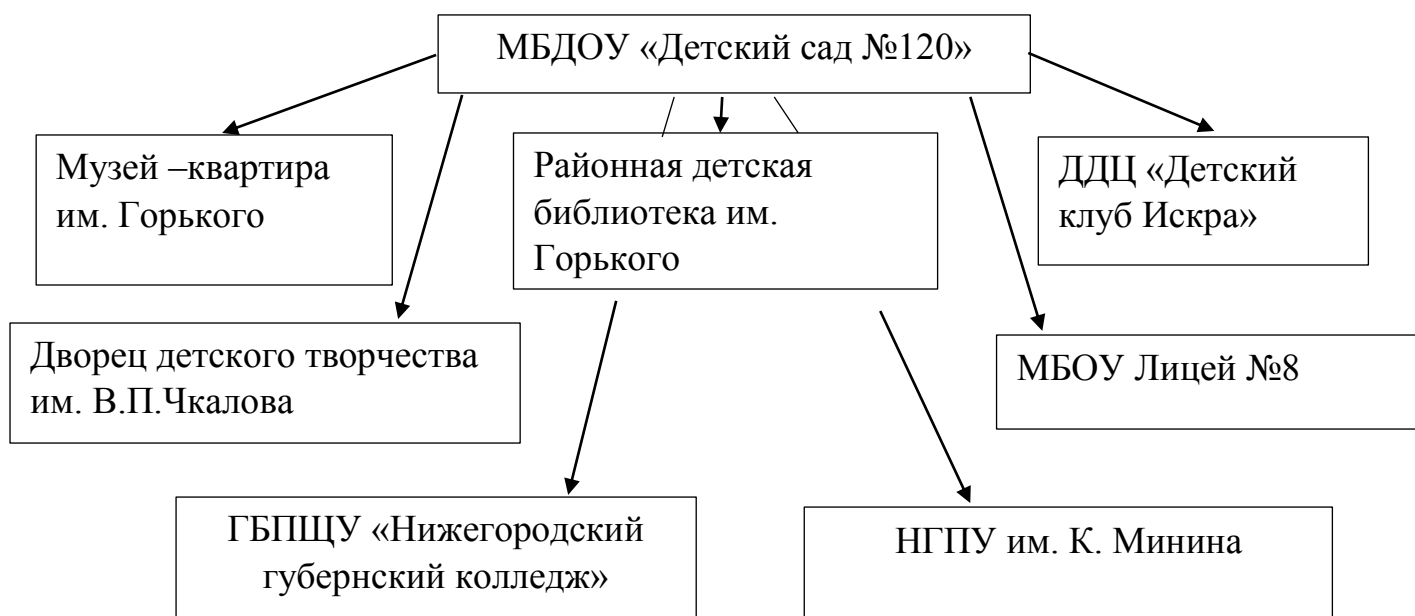 МБДОУ «Детский сад №120»
Музей –квартира
им. Горького
Районная детская
библиотека им.
Горького
ДДЦ «Детский
клуб Искра»
Дворец детского творчества
им. В.П.Чкалова
МБОУ Лицей №8
ГБПЩУ «Нижегородский
губернский колледж»
НГПУ им. К. Минина